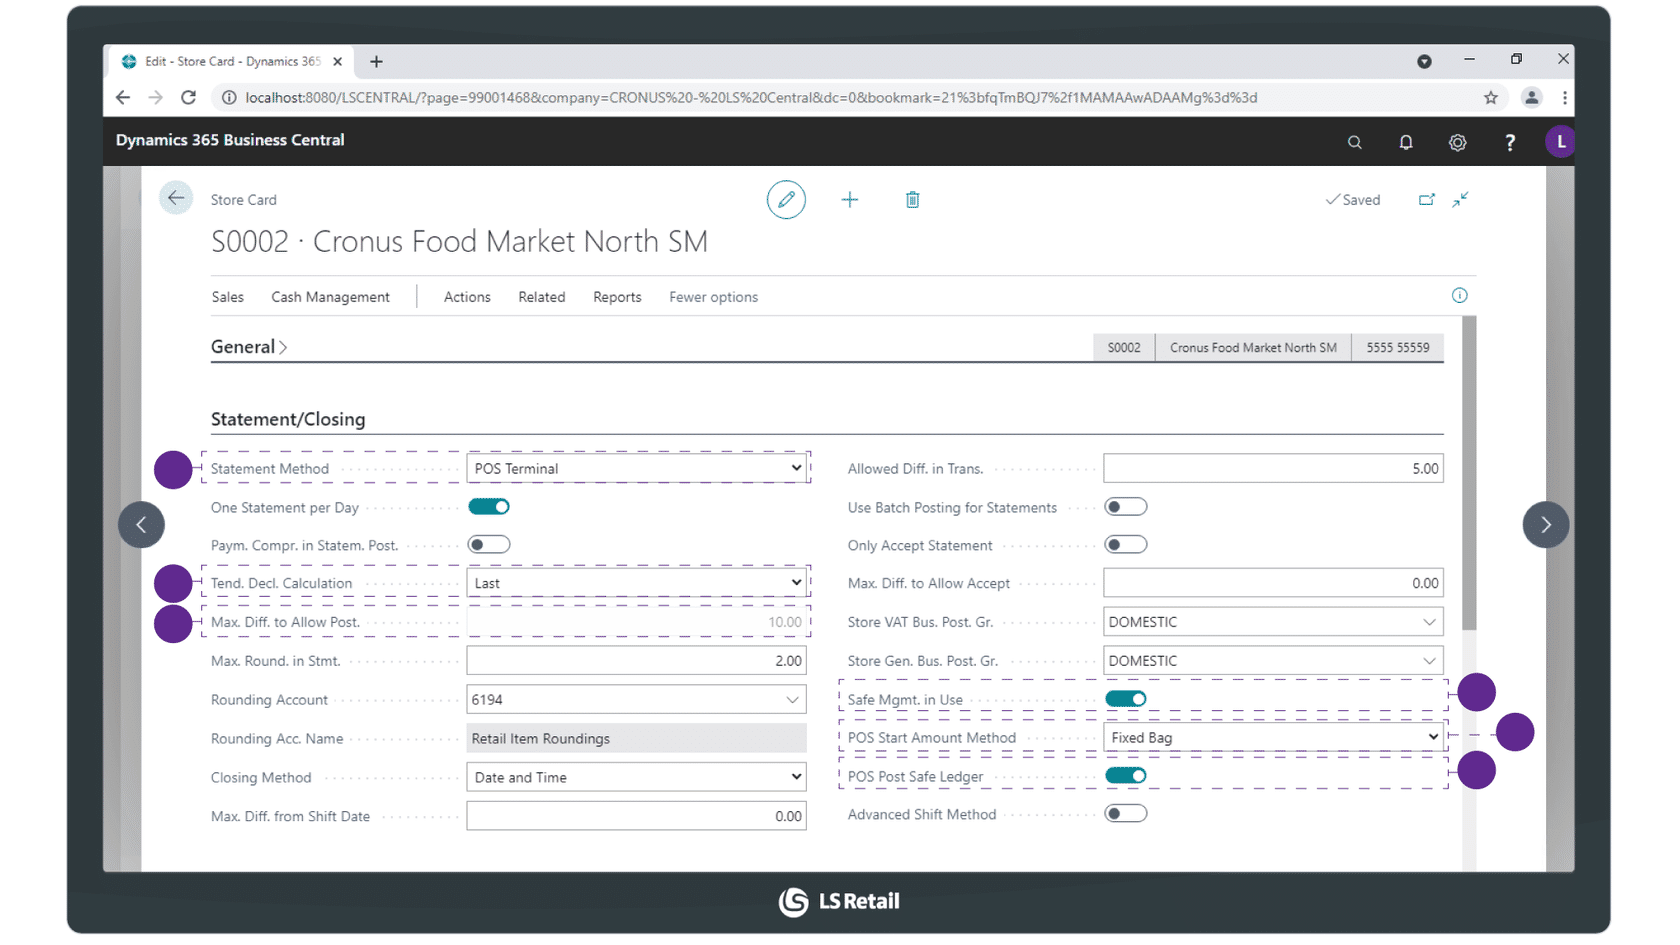 Edit - Store Card - Dynamics 365
localhost:8080/LSCENTRAL/?page=99001468&company=CRONUS%20-%20LS%20Central&dc=0&bookmark=21%3bfqTmBQJ7%2f1MAMAAwADAAMg%3d%3d
Dynamics 365 Business Central
? L
Store Card
Saved
S0002 · Cronus Food Market North SM
Sales Cash Management Actions Related Reports Fewer options
General
S0002 Cronus Food Market North SM 5555 55559
Statement/Closing
Statement Method POS Terminal
Allowed Diff. in Trans. 5.00
One Statement per Day
Use Batch Posting for Statements
Paym. Compr. in Statem. Post.
Only Accept Statement
Tend. Decl. Calculation Last
Max. Diff. to Allow Accept 0.00
Max. Diff. to Allow Post. 10.00
Store VAT Bus. Post. Gr. DOMESTIC
Max. Round. in Stmt. 2.00
Store Gen. Bus. Post. Gr. DOMESTIC
Rounding Account 6194
Safe Mgmt. in Use
Rounding Acc. Name Retail Item Roundings
POS Start Amount Method Fixed Bag
Closing Method Date and Time
POS Post Safe Ledger
Max. Diff. from Shift Date 0.00
Advanced Shift Method
LS Retail